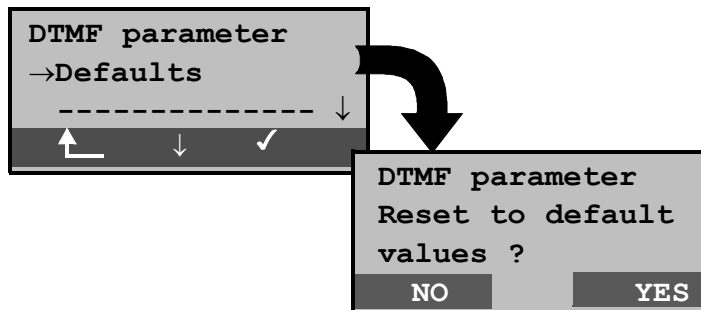 DTMF parameter
→Defaults
-------------- ↓
↓ ✓
DTMF parameter
Reset to default
values ?
NO YES